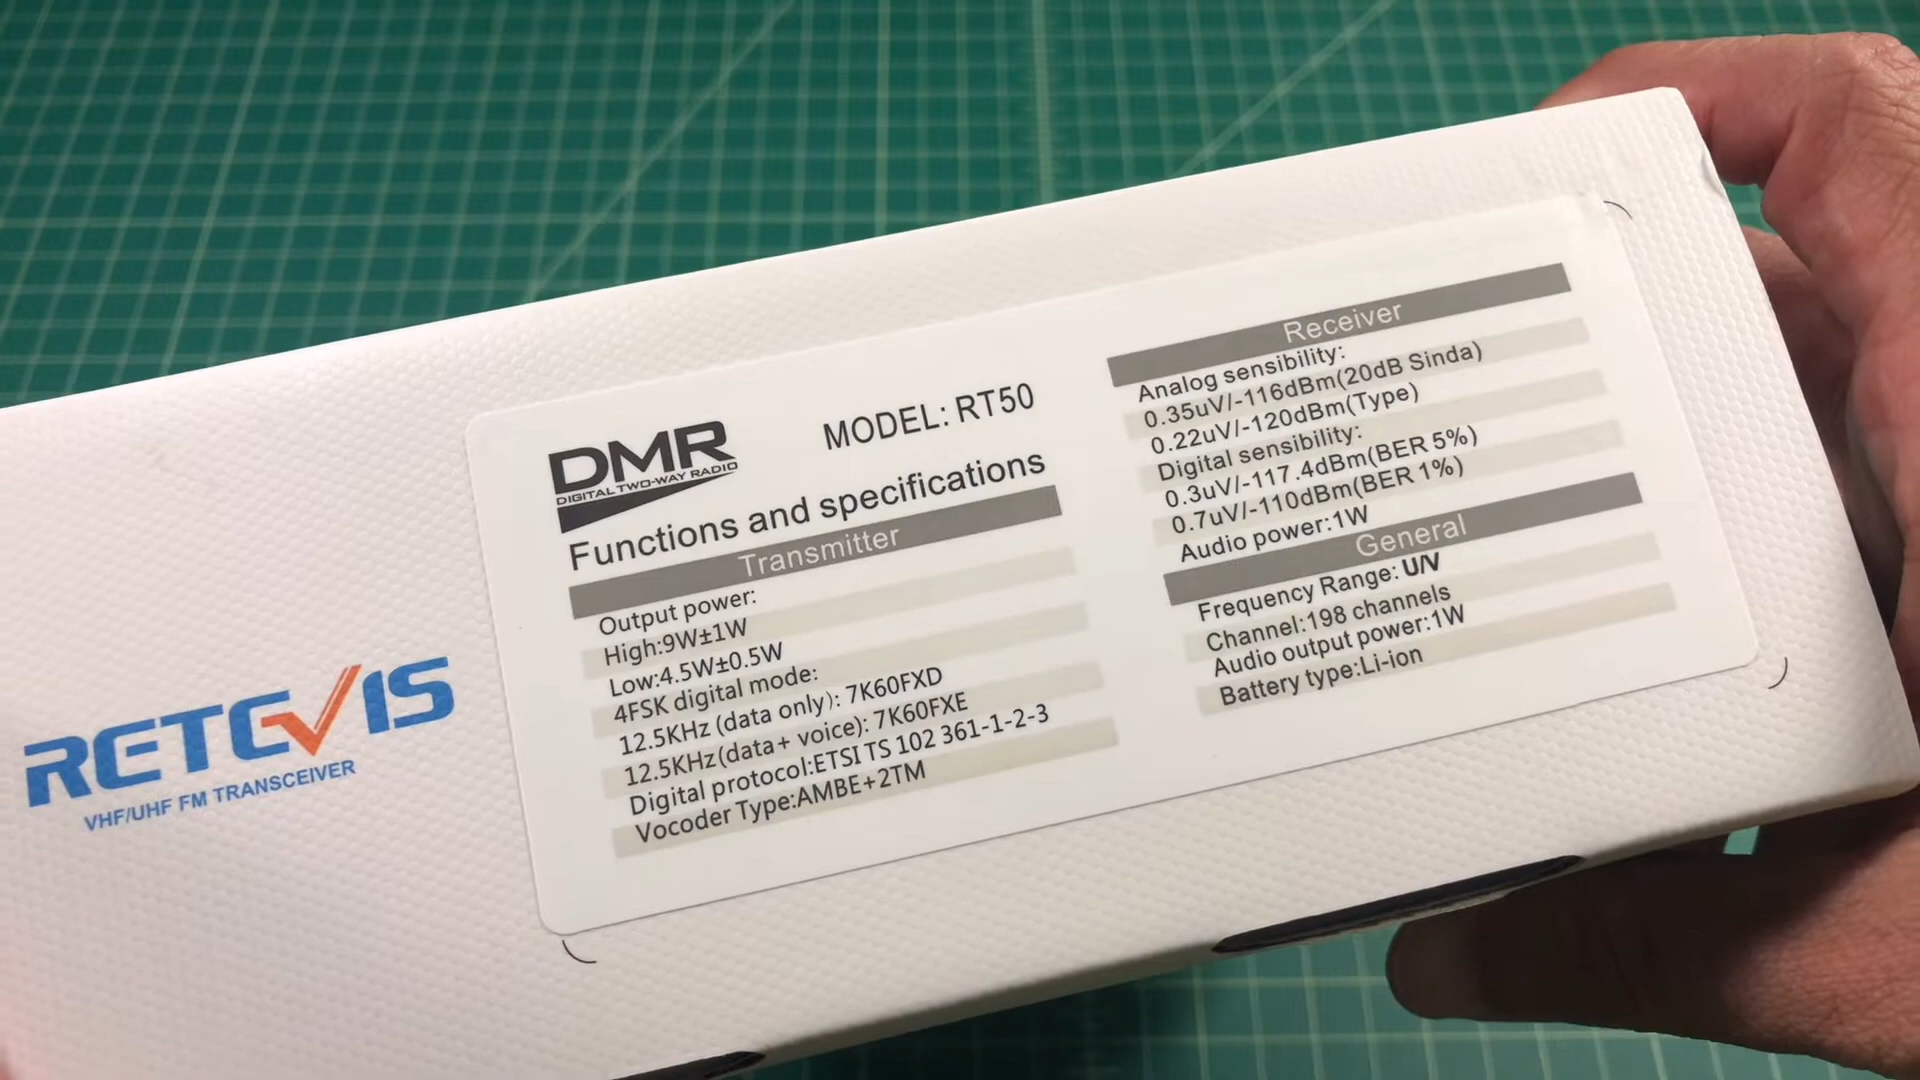 RETEVIS
VHF/UHF FM TRANSCEIVER
DMR
DIGITAL TWO-WAY RADIO
MODEL: RT50
Functions and specifications
Transmitter
Output power:
High:9W±1W
Low:4.5W±0.5W
4FSK digital mode:
12.5KHz (data only): 7K60FXD
12.5KHz(data+ voice): 7K60FXE
Digital protocol:ETSI TS 102 361-1-2-3
Vocoder Type:AMBE+2TM
Receiver
Analog sensibility:
0.35uV/-116dBm(20dB Sinda)
0.22uV/-120dBm(Type)
Digital sensibility:
0.3uV/-117.4dBm(BER 5%)
0.7uV/-110dBm(BER 1%)
Audio power:1W
General
Frequency Range: U/V
Channel:198 channels
Audio output power:1W
Battery type:Li-ion